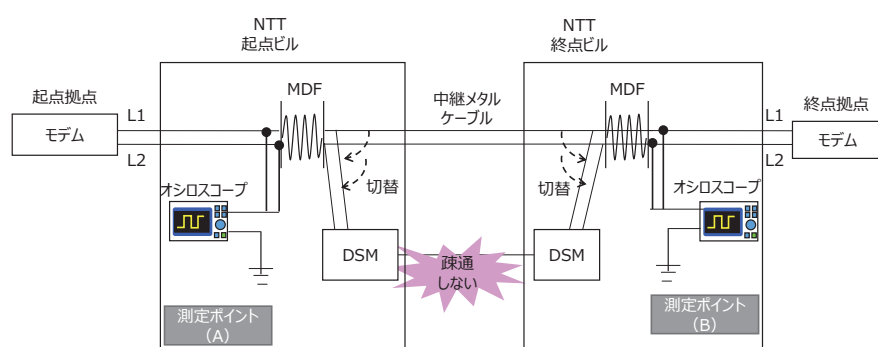 NTT
起点ビル
NTT
終点ビル
起点拠点
モデム
L1
L2
MDF
中継メタル
ケーブル
MDF
L1
L2
終点拠点
モデム
オシロスコープ
切替
切替
オシロスコープ
DSM
疎通
しない
DSM
測定ポイント
(A)
測定ポイント
(B)